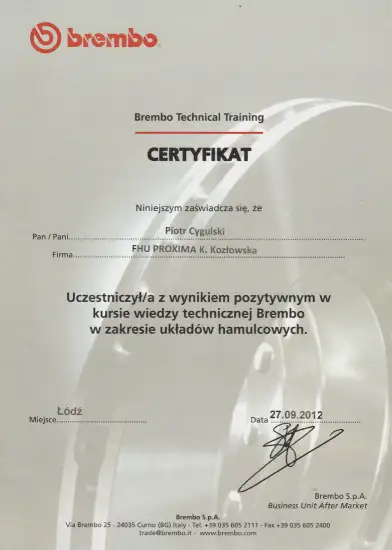 brembo
Brembo Technical Training
CERTYFIKAT
Niniejszym zaświadcza się, że
Pan / Pani Piotr Cygulski
Firma FHU PROXIMA K. Kozłowska
Uczestniczył/a z wynikiem pozytywnym w
kursie wiedzy technicznej Brembo
w zakresie układów hamulcowych.
Miejsce Łódź Data 27.09.2012
Brembo S.p.A.
Business Unit After Market
Brembo S.p.A.
Via Brembo 25 - 24035 Curno (BG) Italy - Tel. +39 035 605 2111 - Fax +39 035 605 2400
trade@brembo.it - www.brembo.com